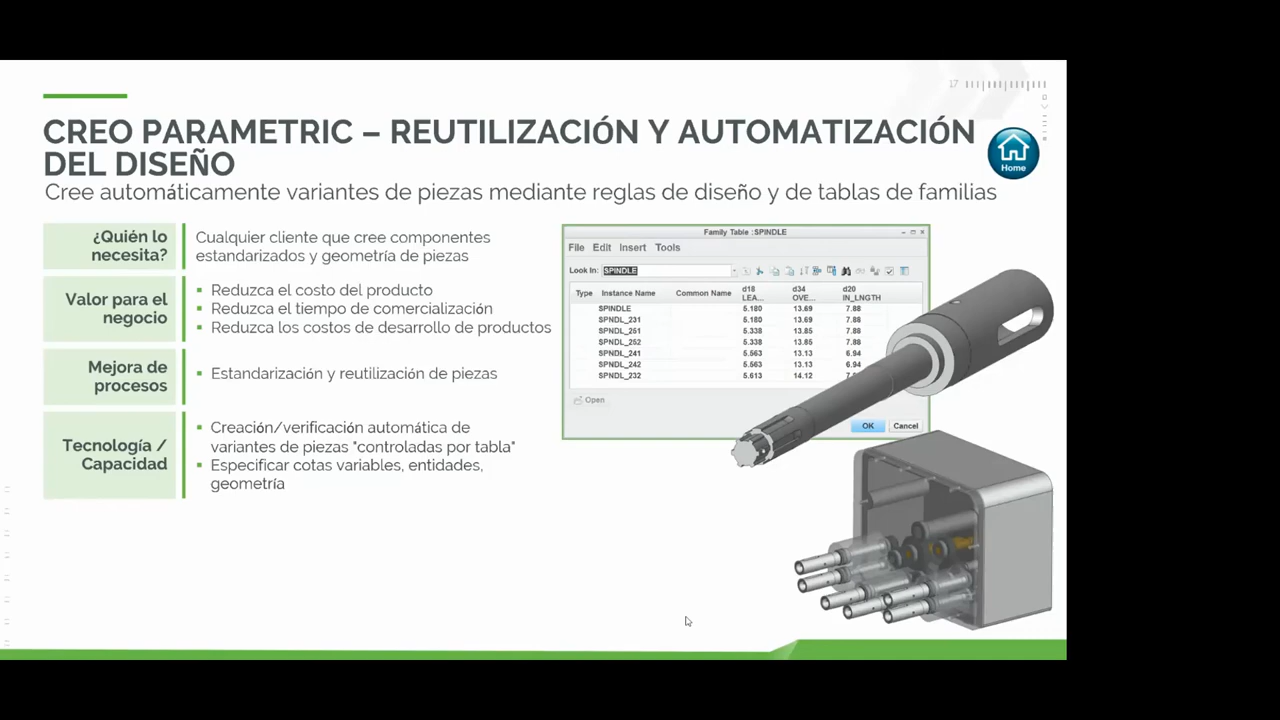 17
CREO PARAMETRIC – REUTILIZACIÓN Y AUTOMATIZACIÓN
DEL DISEÑO
Home
Cree automáticamente variantes de piezas mediante reglas de diseño y de tablas de familias
¿Quién lo
necesita?
Cualquier cliente que cree componentes
estandarizados y geometría de piezas
Valor para el
negocio
▪ Reduzca el costo del producto
▪ Reduzca el tiempo de comercialización
▪ Reduzca los costos de desarrollo de productos
Mejora de
procesos
▪ Estandarización y reutilización de piezas
Tecnología /
Capacidad
▪ Creación/verificación automática de
variantes de piezas "controladas por tabla"
▪ Especificar cotas variables, entidades,
geometría
Family Table :SPINDLE
File Edit Insert Tools
Look In: SPINDLE
Type Instance Name Common Name d18 d34 d20
LEA... OVE... IN_LNGTH
SPINDLE 5.180 13.69 7.88
SPNDL_231 5.180 13.69 7.88
SPNDL_251 5.338 13.85 7.88
SPNDL_252 5.338 13.85 7.88
SPNDL_241 5.563 13.13 6.94
SPNDL_242 5.563 13.13 6.94
SPNDL_232 5.613 14.12
Open
OK Cancel